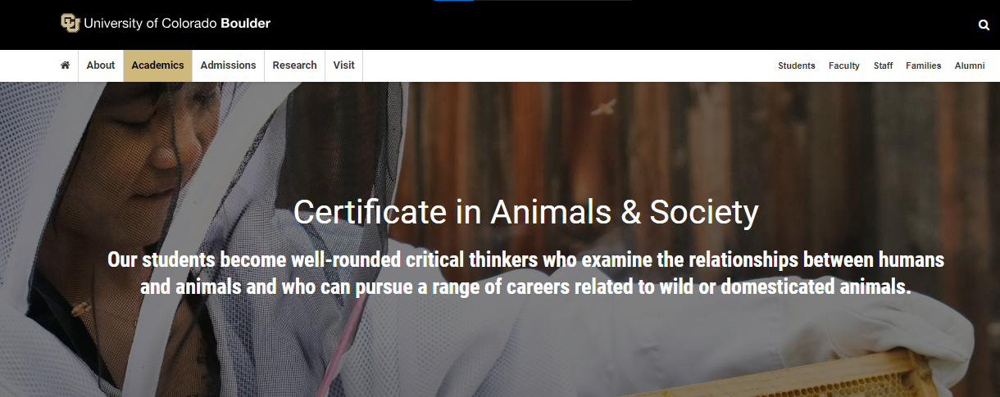 University of Colorado Boulder
About Academics Admissions Research Visit
Students Faculty Staff Families Alumni
Certificate in Animals & Society
Our students become well-rounded critical thinkers who examine the relationships between humans
and animals and who can pursue a range of careers related to wild or domesticated animals.